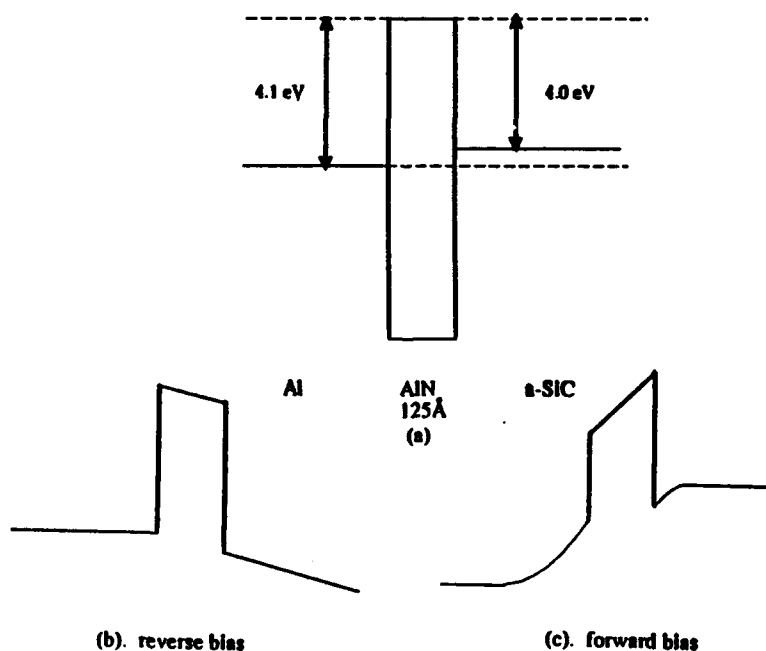 4.1 eV
4.0 eV
Al
AlN
125Å
a-SiC
(a)
(b). reverse bias
(c). forward bias